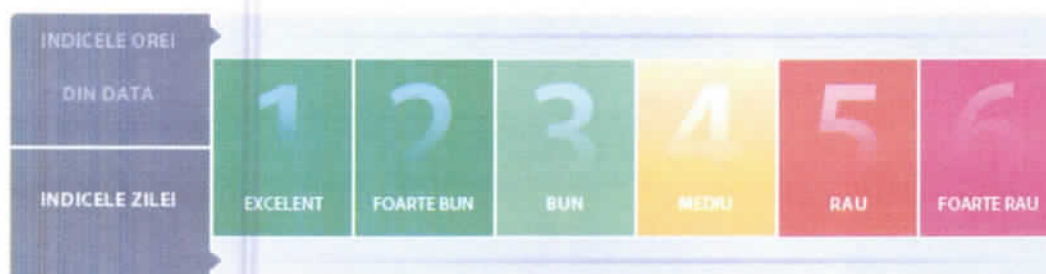 INDICELE OREI
DIN DATA
INDICELE ZILEI
1
EXCELENT
2
FOARTE BUN
3
BUN
4
MEDIU
5
RAU
6
FOARTE RAU